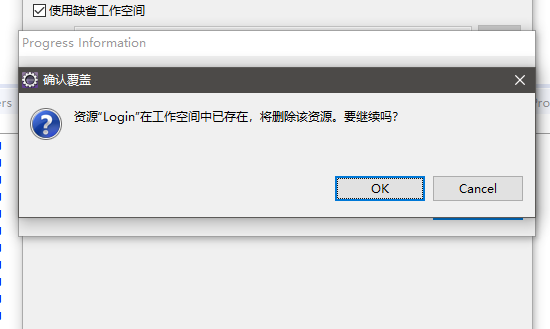 使用缺省工作空间
Progress Information
确认覆盖
资源“Login”在工作空间中已存在，将删除该资源。要继续吗？
OK
Cancel